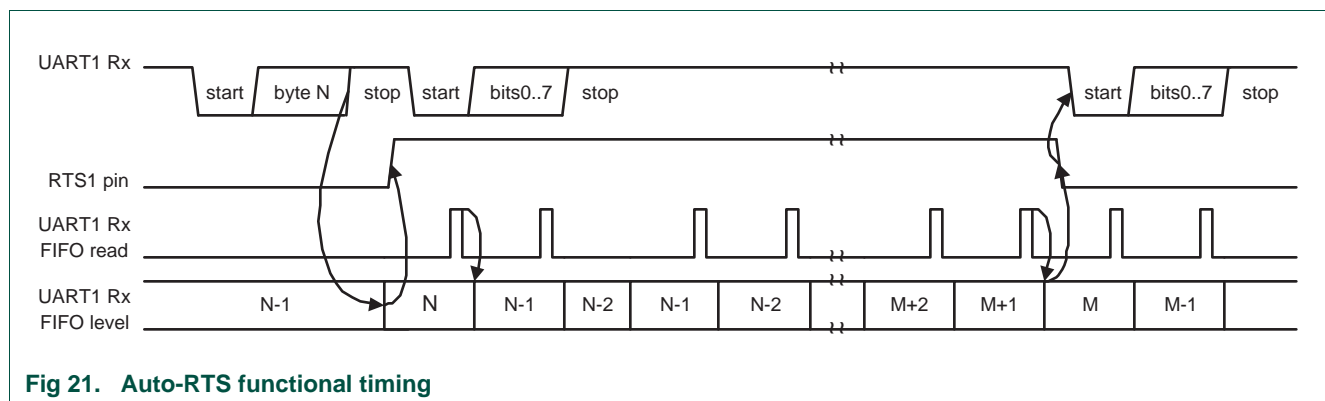 UART1 Rx
start byte N stop start bits0..7 stop start bits0..7 stop
RTS1 pin
UART1 Rx
FIFO read
UART1 Rx
FIFO level
N-1 N N-1 N-2 N-1 N-2 M+2 M+1 M M-1
Fig 21. Auto-RTS functional timing